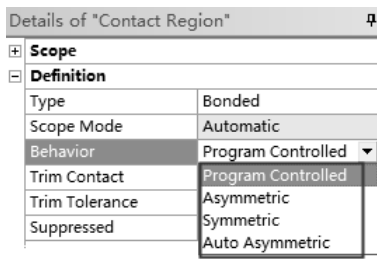 Details of "Contact Region"
Scope
Definition
Type Bonded
Scope Mode Automatic
Behavior Program Controlled
Trim Contact Program Controlled
Trim Tolerance Asymmetric
Suppressed Symmetric
Auto Asymmetric